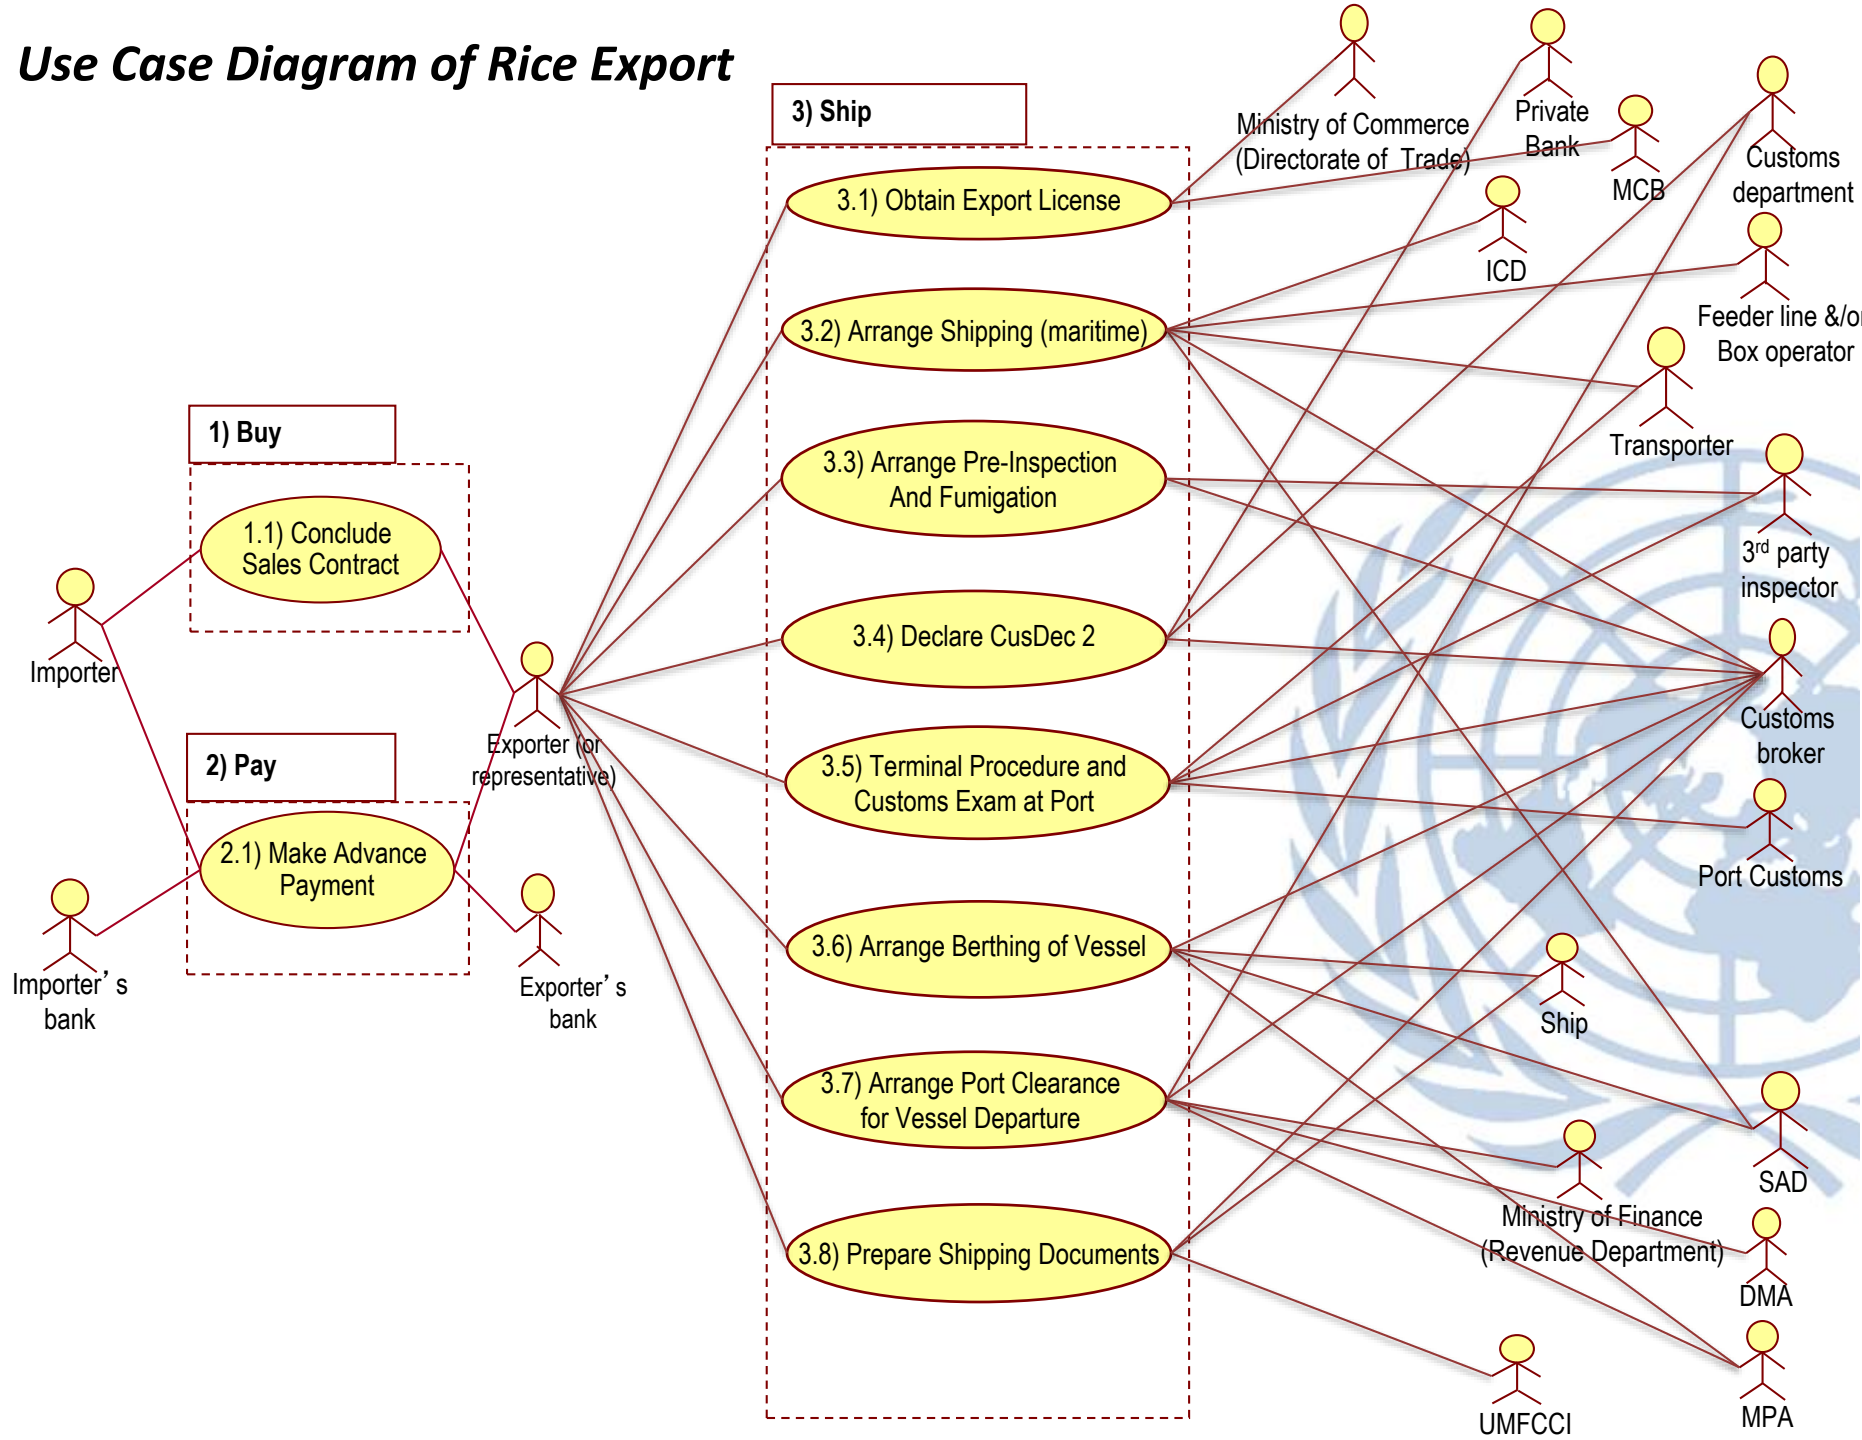 Use Case Diagram of Rice Export
3) Ship
Ministry of Commerce
(Directorate of Trade)
Private
Bank
MCB
Customs
department
3.1) Obtain Export License
ICD
Feeder line &/or
Box operator
3.2) Arrange Shipping (maritime)
Transporter
1) Buy
3.3) Arrange Pre-Inspection
And Fumigation
1.1) Conclude
Sales Contract
3rd party
inspector
Importer
3.4) Declare CusDec 2
Customs
broker
Exporter (or
representative)
2) Pay
3.5) Terminal Procedure and
Customs Exam at Port
2.1) Make Advance
Payment
Port Customs
3.6) Arrange Berthing of Vessel
Importer’s
bank
Exporter’s
bank
Ship
3.7) Arrange Port Clearance
for Vessel Departure
SAD
Ministry of Finance
(Revenue Department)
3.8) Prepare Shipping Documents
DMA
UMFCCI
MPA